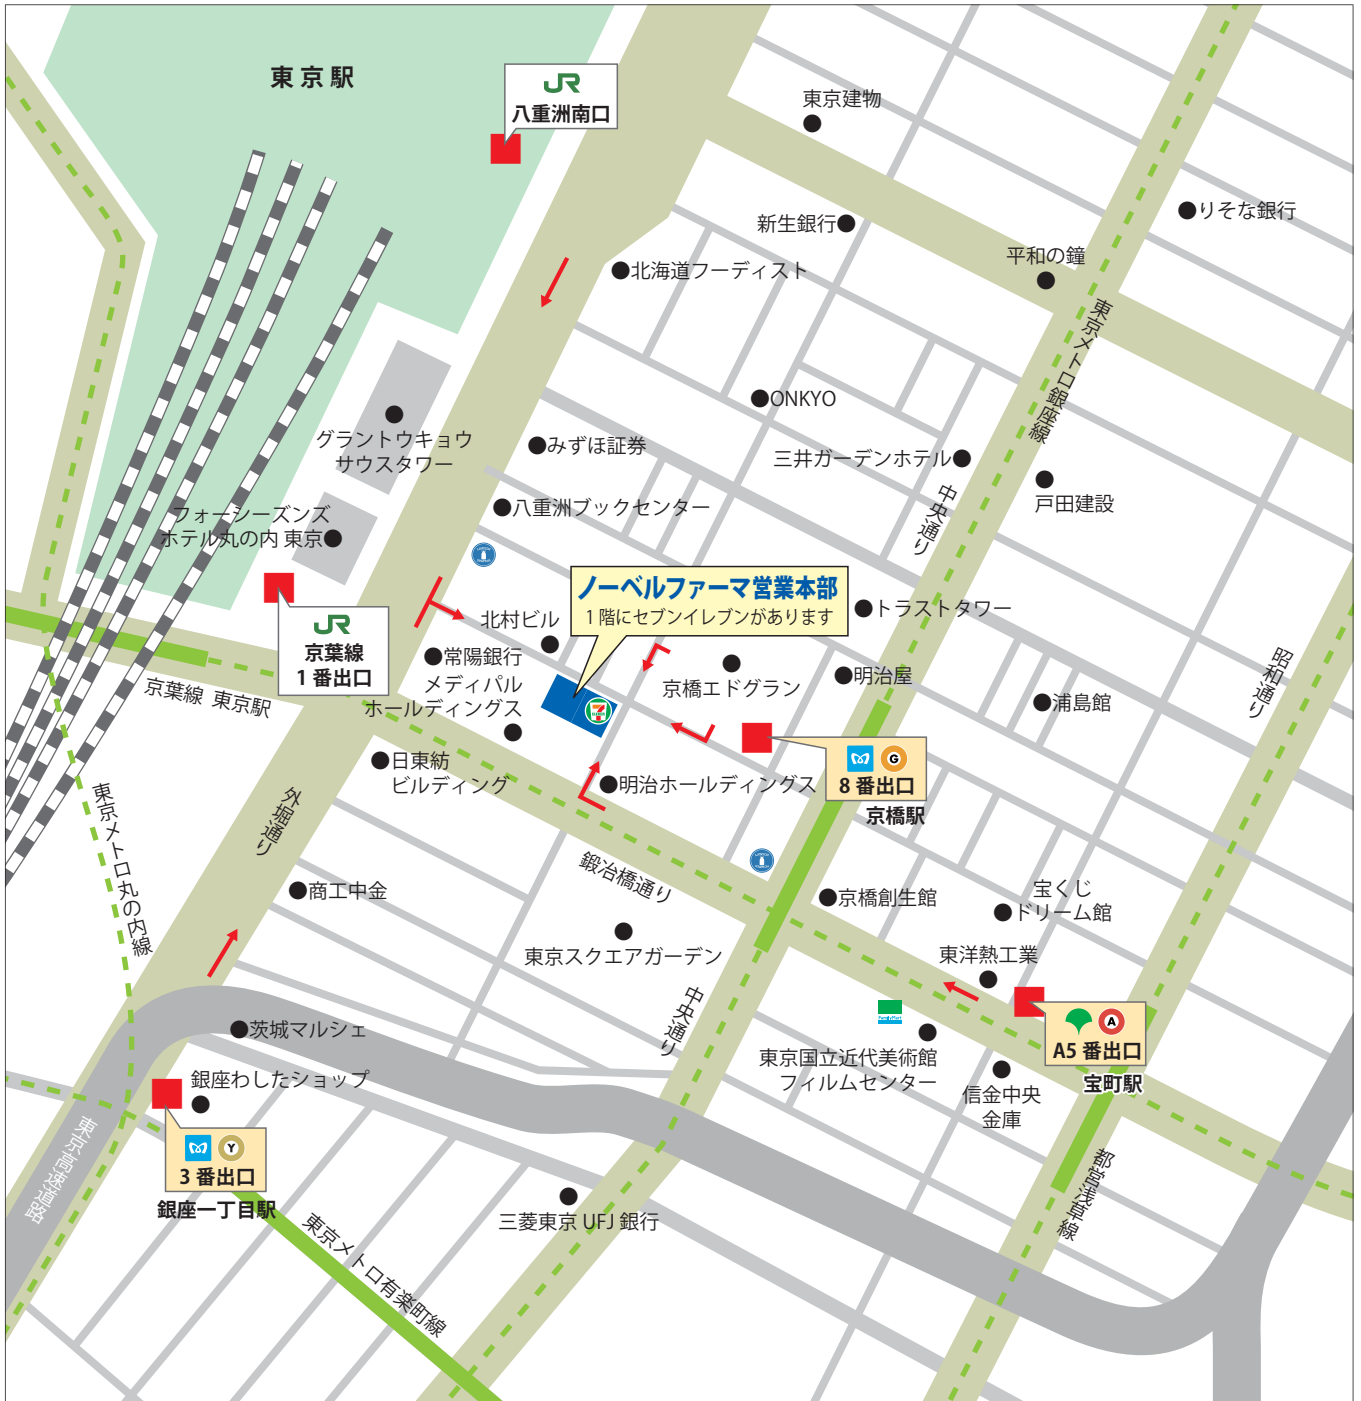 東京駅
JR
八重洲南口
東京建物
りそな銀行
新生銀行
平和の鐘
北海道フーディスト
東京メトロ銀座線
ONKYO
グラントウキョウ
サウスタワー
みずほ証券
三井ガーデンホテル
中央通り
戸田建設
八重洲ブックセンター
フォーシーズンズ
ホテル丸の内 東京
ノーベルファーマ営業本部
1階にセブンイレブンがあります
トラストタワー
北村ビル
JR
京葉線
1番出口
常陽銀行
メディパル
ホールディングス
京橋エドグラン
明治屋
浦島館
昭和通り
京葉線 東京駅
日東紡
ビルディング
明治ホールディングス
G
8番出口
京橋駅
東京メトロ丸の内線
外堀通り
鍛冶橋通り
商工中金
京橋創生館
宝くじ
ドリーム館
東京スクエアガーデン
東洋熱工業
中央通り
FamilyMart
A
A5番出口
宝町駅
茨城マルシェ
東京国立近代美術館
フィルムセンター
信金中央
金庫
銀座わしたショップ
Y
3番出口
銀座一丁目駅
東京高速道路
都営浅草線
三菱東京UFJ銀行
東京メトロ有楽町線